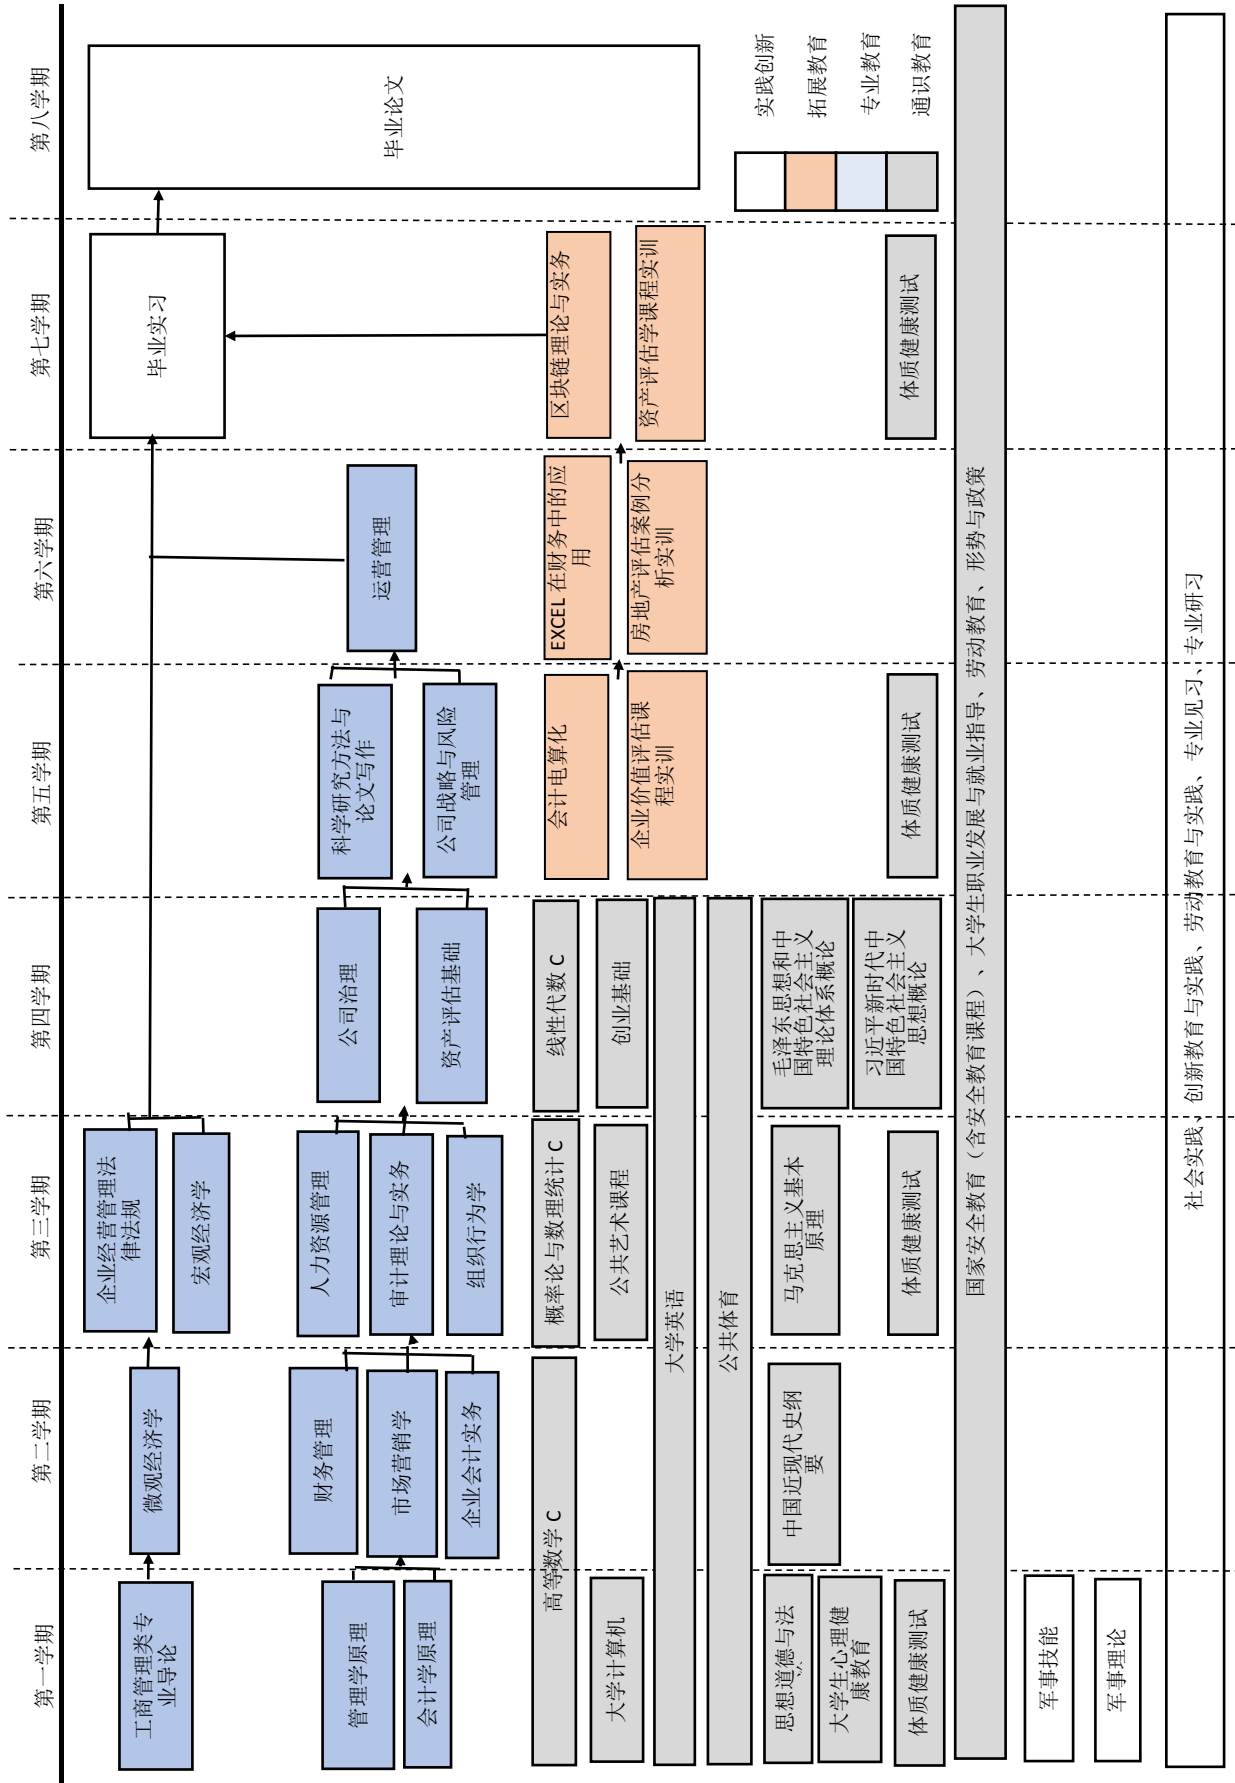 第一学期
第二学期
第三学期
第四学期
第五学期
第六学期
第七学期
第八学期
工商管理类专
业导论
微观经济学
企业经营管理法
律法规
宏观经济学
毕业实习
毕业论文
管理学原理
会计学原理
财务管理
市场营销学
企业会计实务
人力资源管理
审计理论与实务
组织行为学
公司治理
资产评估基础
科学研究方法与
论文写作
公司战略与风险
管理
运营管理
高等数学 C
概率论与数理统计 C
线性代数 C
会计电算化
EXCEL 在财务中的应
用
区块链理论与实务
大学计算机
公共艺术课程
创业基础
企业价值评估课
程实训
房地产评估案例分
析实训
资产评估学课程实训
大学英语
公共体育
思想道德与法
中国近现代史纲
要
马克思主义基本
原理
毛泽东思想和中
国特色社会主义
理论体系概论
实践创新
拓展教育
专业教育
通识教育
大学生心理健
康教育
习近平新时代中
国特色社会主义
思想概论
体质健康测试
体质健康测试
体质健康测试
体质健康测试
国家安全教育（含安全教育课程）、大学生职业发展与就业指导、劳动教育、形势与政策
军事技能
军事理论
社会实践、创新教育与实践、劳动教育与实践、专业见习、专业研习